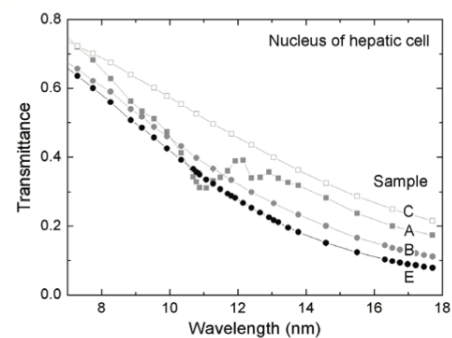 0.8
Nucleus of hepatic cell
0.6
Transmittance
0.4
Sample
C
0.2
A
B
E
0.0
8 10 12 14 16 18
Wavelength (nm)